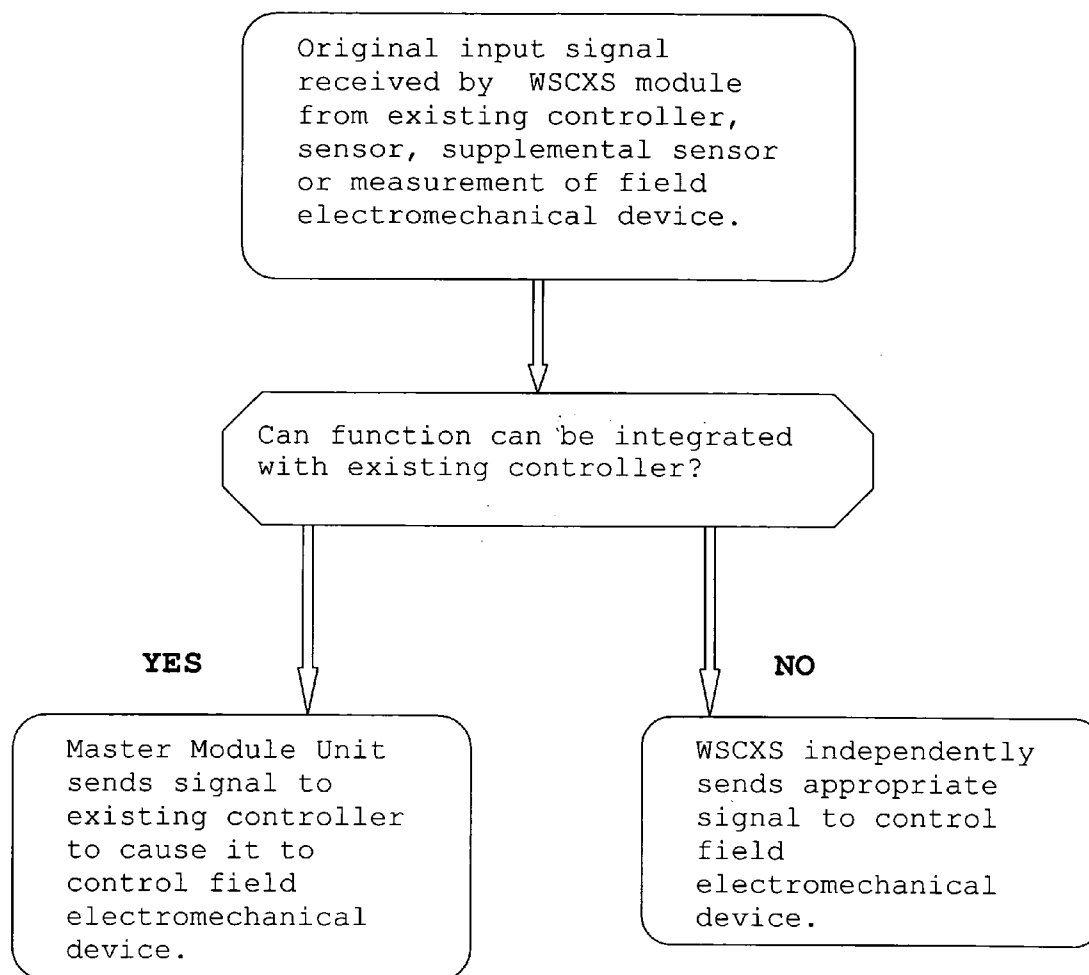 Original input signal
received by WSCXS module
from existing controller,
sensor, supplemental sensor
or measurement of field
electromechanical device.
Can function can be integrated
with existing controller?
YES
NO
Master Module Unit
sends signal to
existing controller
to cause it to
control field
electromechanical
device.
WSCXS independently
sends appropriate
signal to control
field
electromechanical
device.